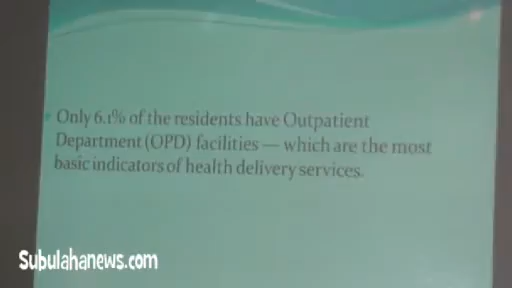 Only 6.1% of the residents have Outpatient
Department (OPD) facilities — which are the most
basic indicators of health delivery services.
Subulahanews.com